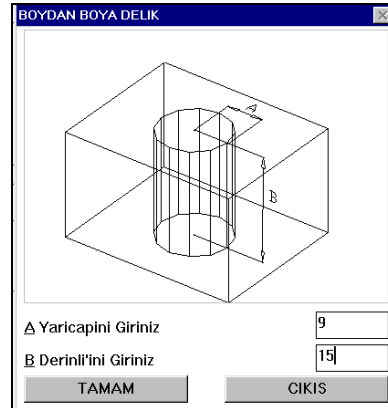 BOYDAN BOYA DELIK
A
B
A Yaricapini Giriniz 9
B Derinli'ini Giriniz 15
TAMAM CIKIS